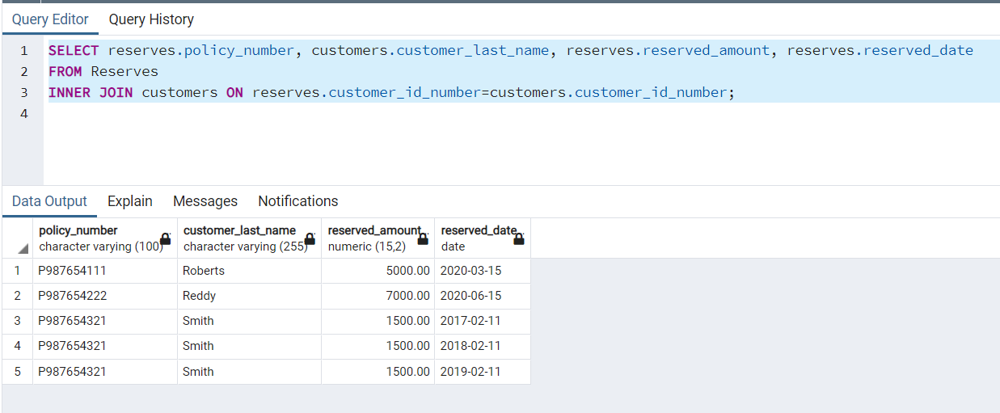 Query Editor Query History
1 SELECT reserves.policy_number, customers.customer_last_name, reserves.reserved_amount, reserves.reserved_date
2 FROM Reserves
3 INNER JOIN customers ON reserves.customer_id_number=customers.customer_id_number;
4
Data Output Explain Messages Notifications
policy_number customer_last_name reserved_amount reserved_date
character varying (100) character varying (255) numeric (15,2) date
1 P987654111 Roberts 5000.00 2020-03-15
2 P987654222 Reddy 7000.00 2020-06-15
3 P987654321 Smith 1500.00 2017-02-11
4 P987654321 Smith 1500.00 2018-02-11
5 P987654321 Smith 1500.00 2019-02-11